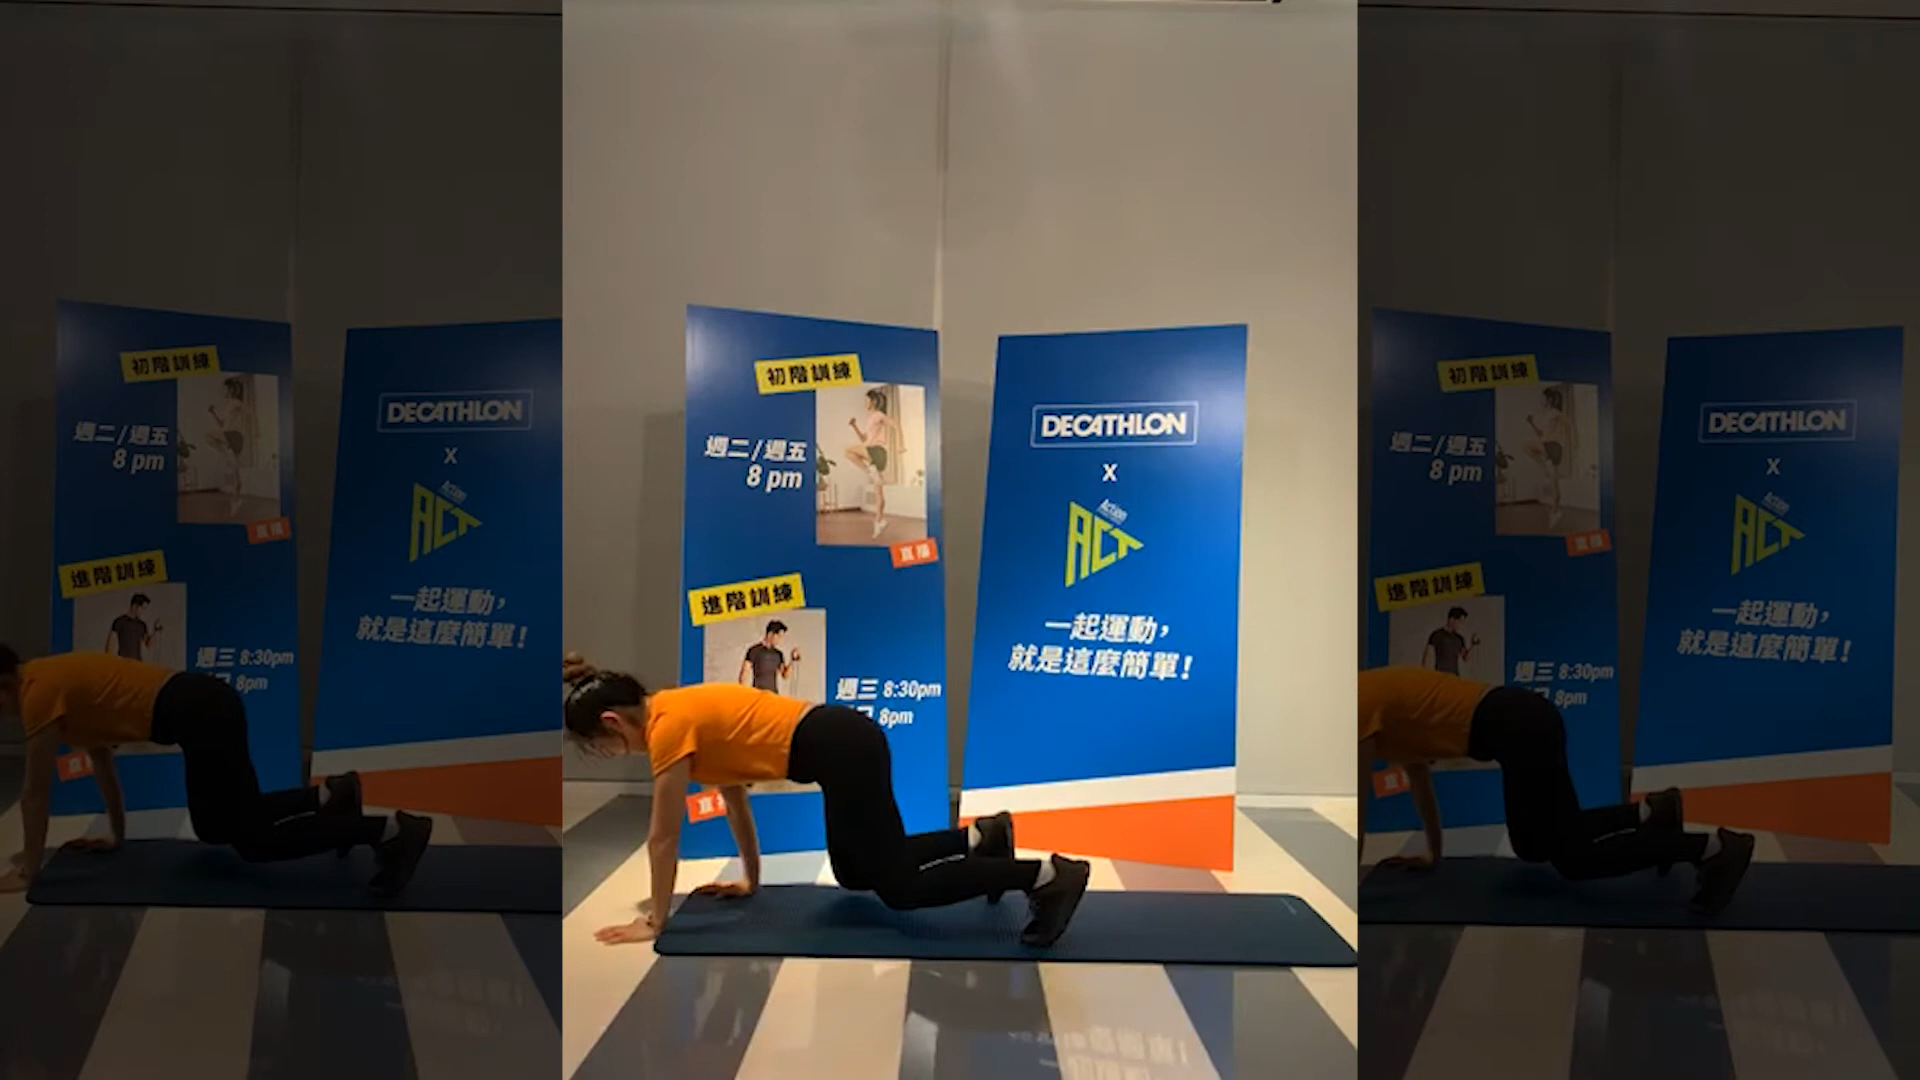 初階訓練
週二/週五
8 pm
直播
進階訓練
週三 8:30pm
8pm
DECATHLON
X
Action
ACT
一起運動，
就是這麼簡單！